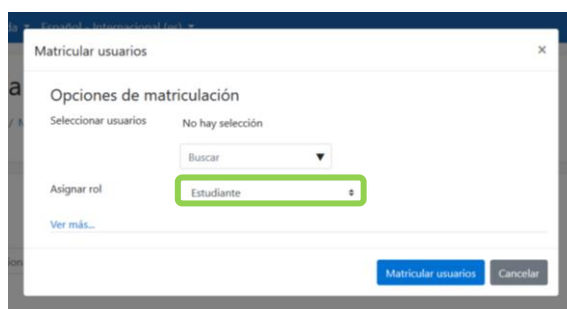 Español - Internacional (es)
Matricular usuarios ×
Opciones de matriculación
Seleccionar usuarios No hay selección
Buscar ▼
Asignar rol Estudiante
Ver más...
Matricular usuarios Cancelar